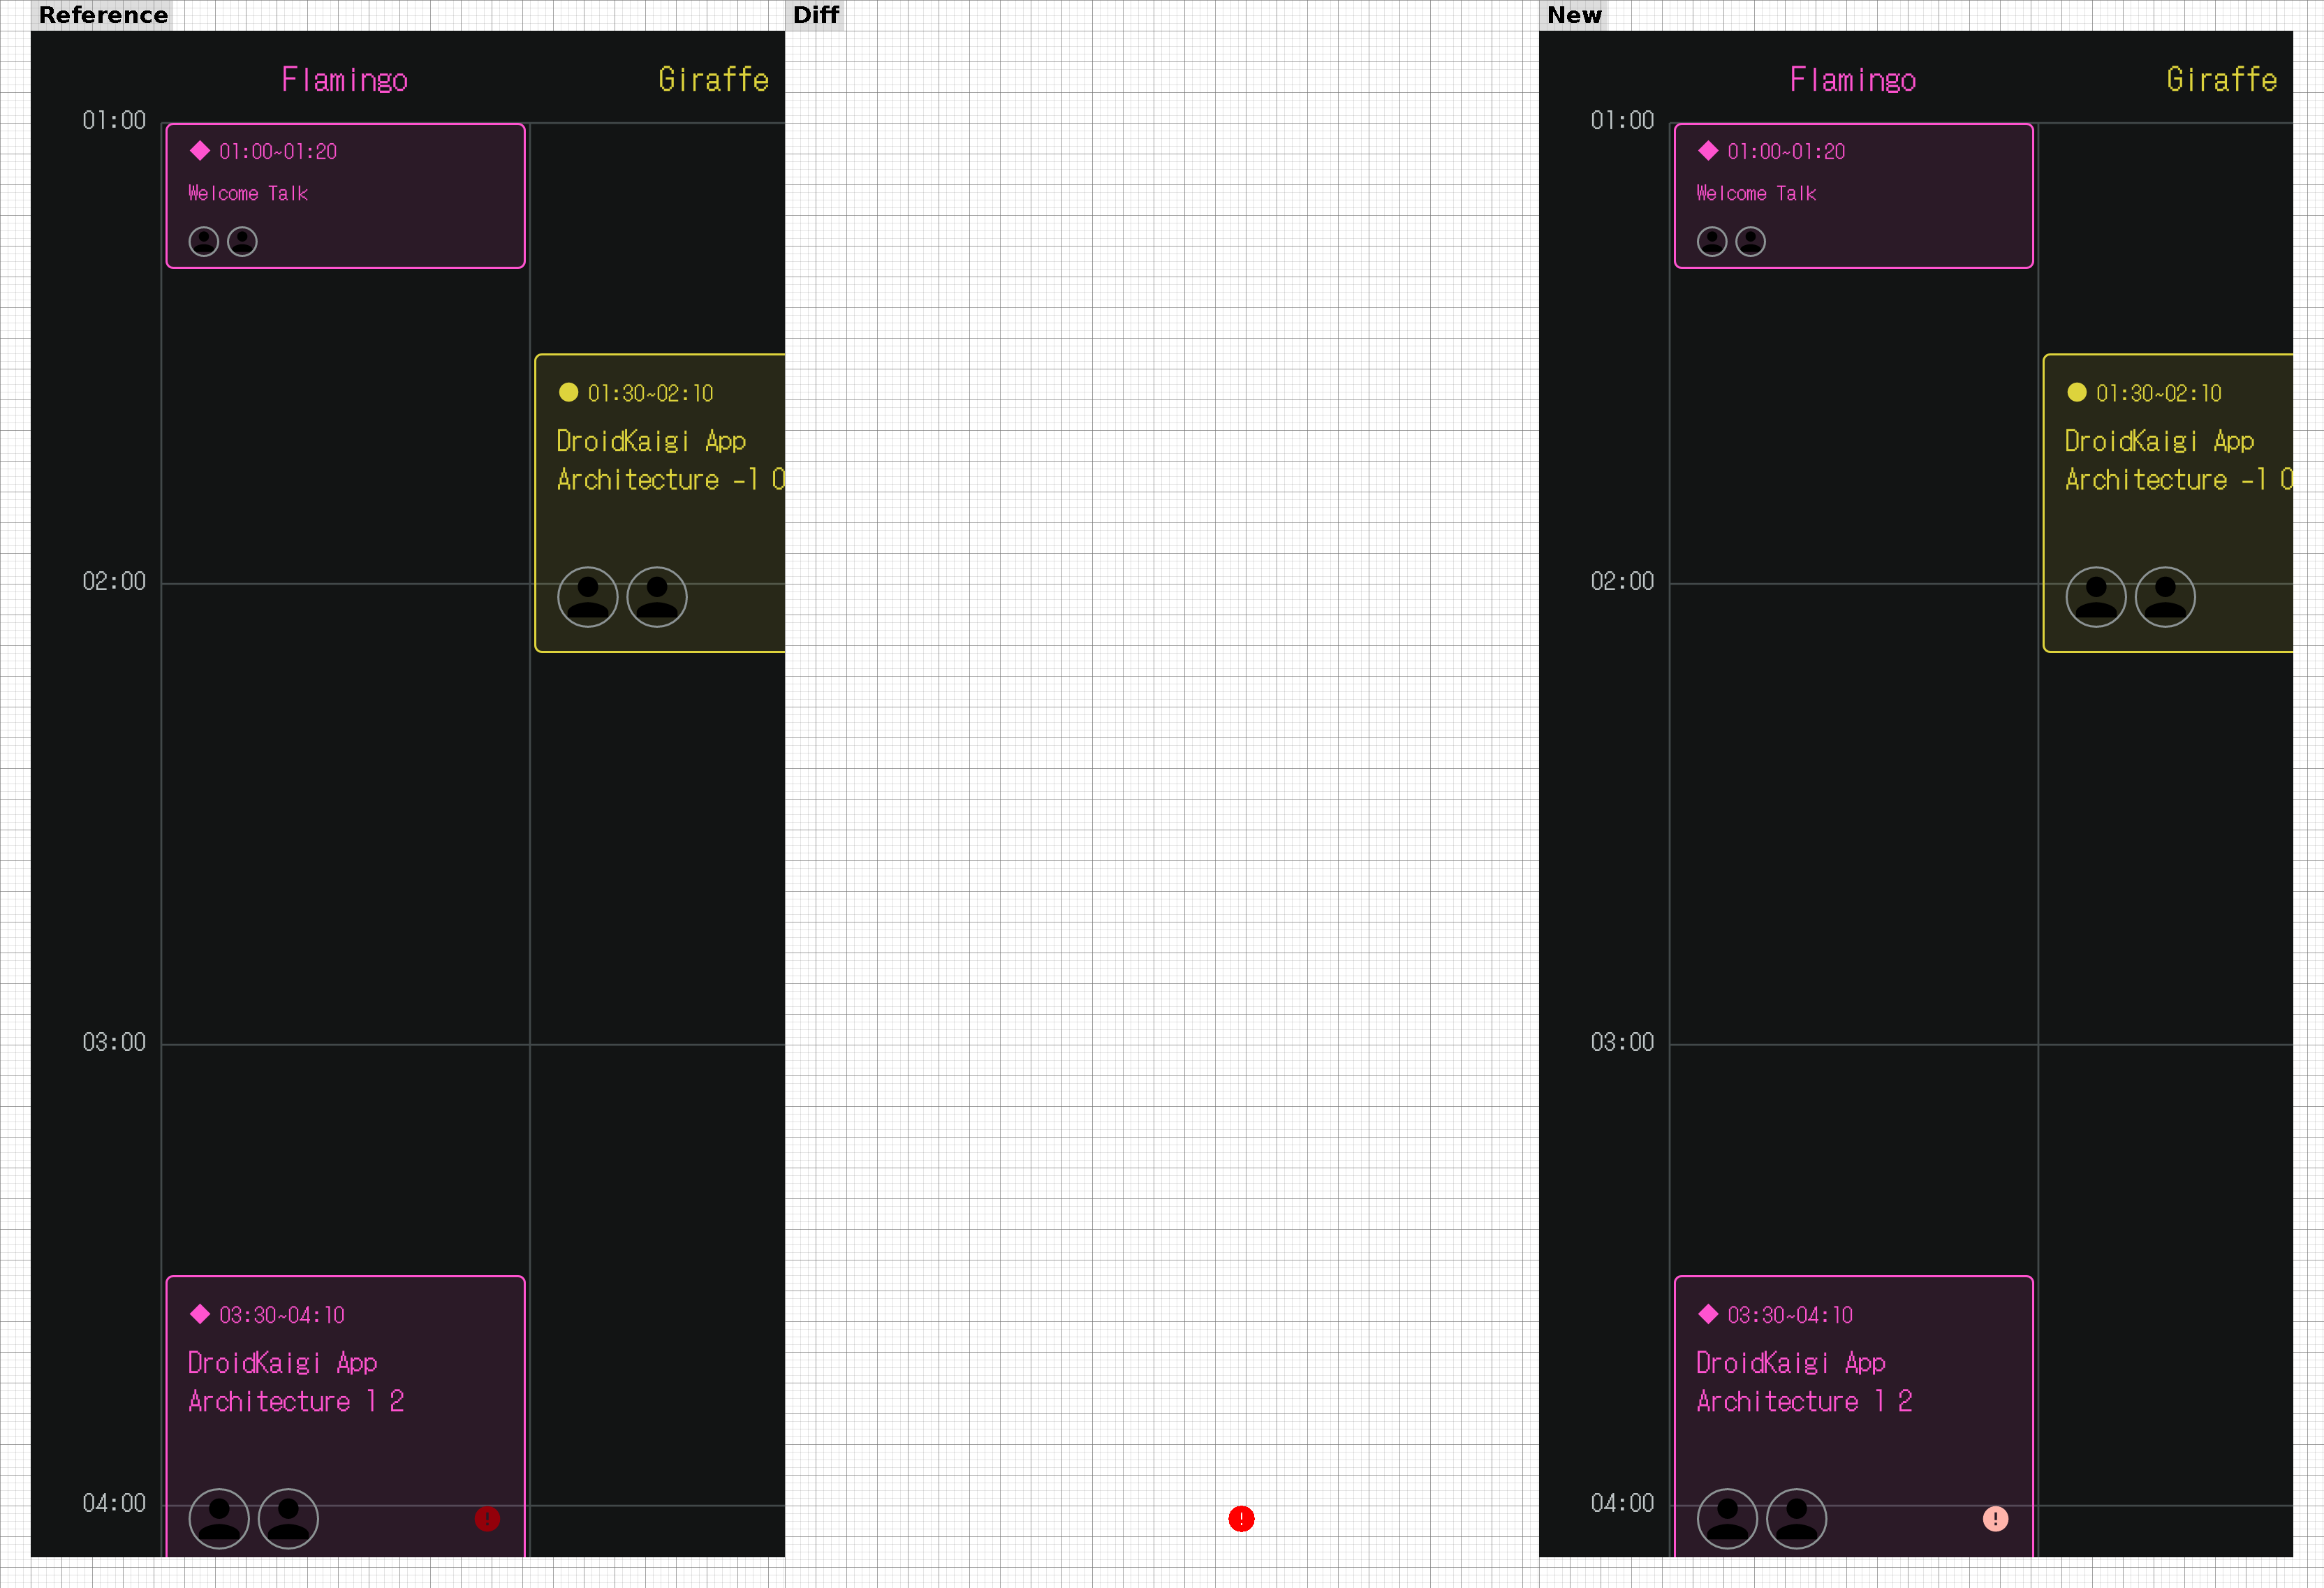 Reference
Diff
New
Flamingo
Giraffe
01:00
01:00~01:20
Welcome Talk
01:30~02:10
DroidKaigi App
Architecture -1 0
02:00
03:00
03:30~04:10
DroidKaigi App
Architecture 1 2
04:00
!
!
Flamingo
Giraffe
01:00
01:00~01:20
Welcome Talk
01:30~02:10
DroidKaigi App
Architecture -1 0
02:00
03:00
03:30~04:10
DroidKaigi App
Architecture 1 2
04:00
!